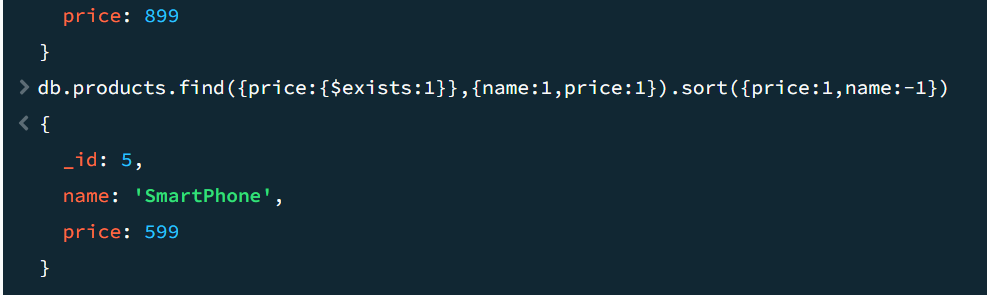 price: 899
}
> db.products.find({price:{$exists:1}},{name:1,price:1}).sort({price:1,name:-1})
< {
_id: 5,
name: 'SmartPhone',
price: 599
}